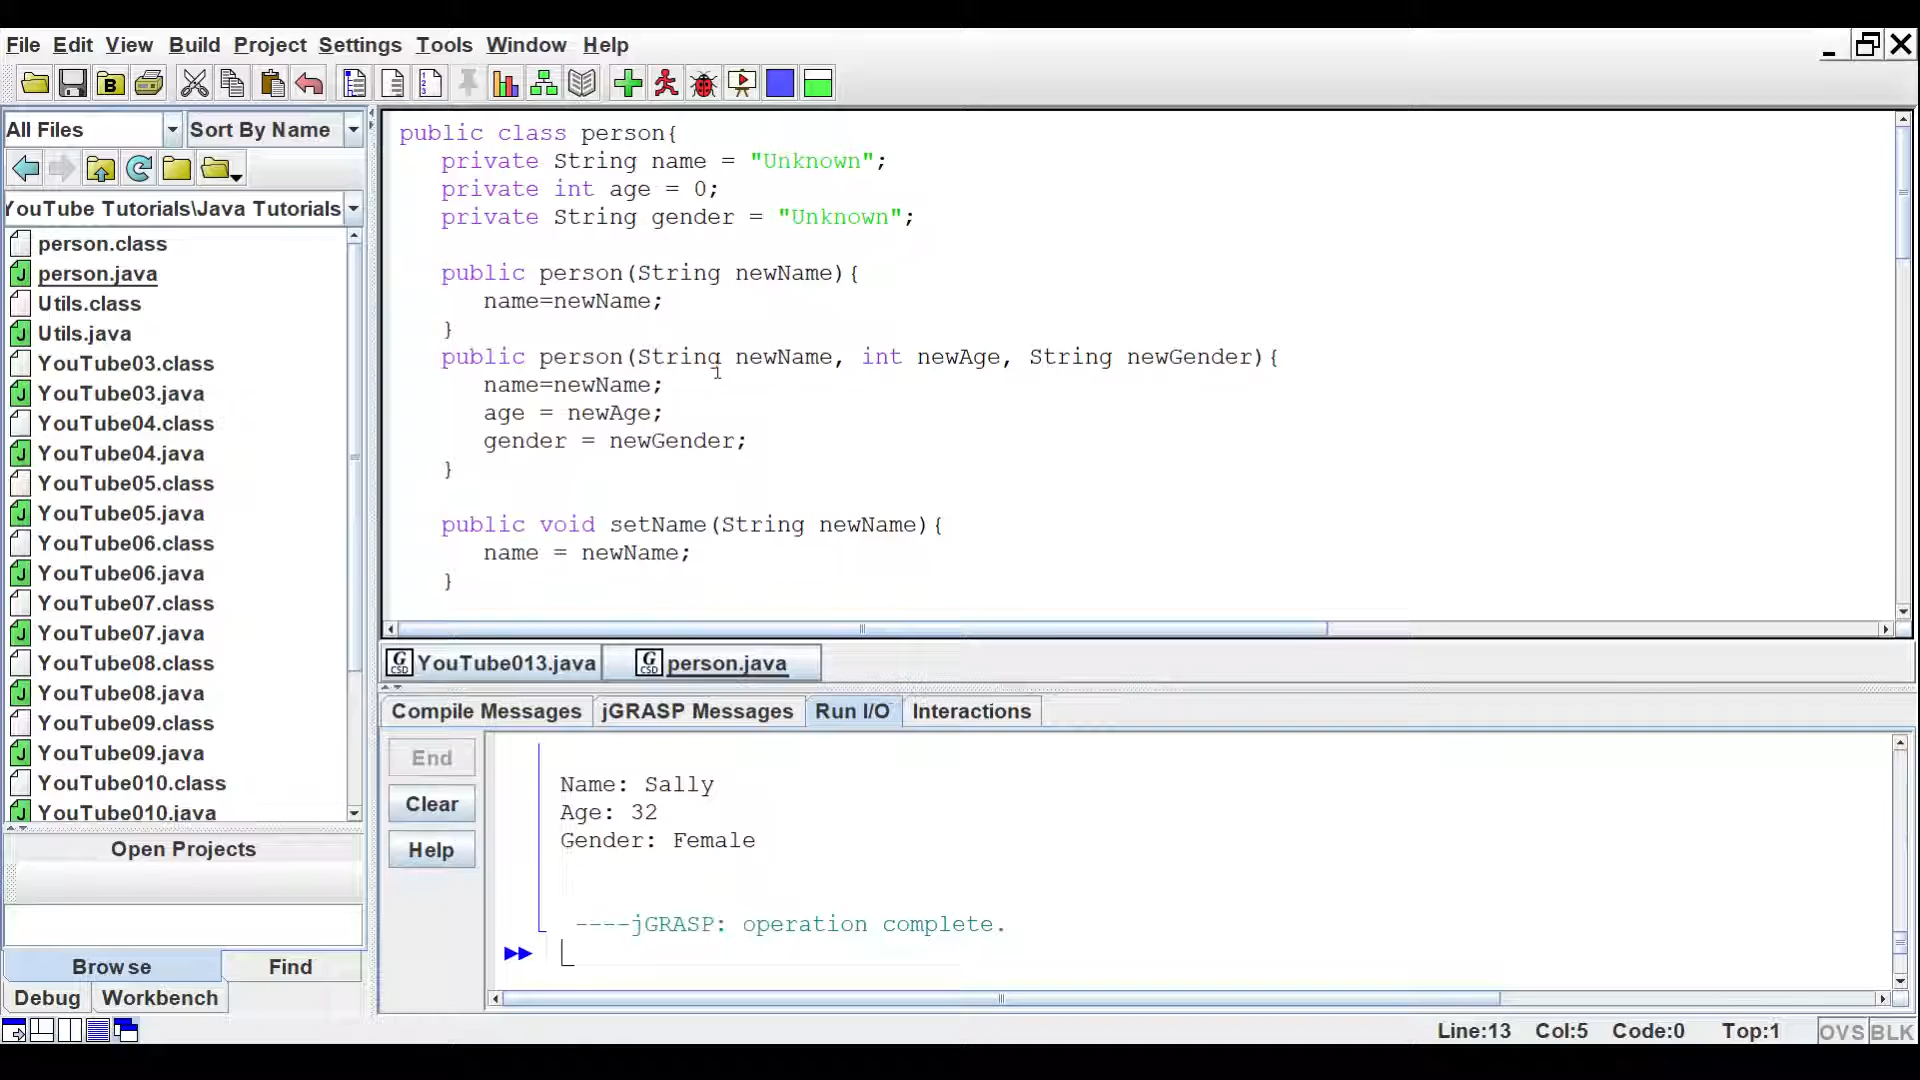 File Edit View Build Project Settings Tools Window Help
All Files
Sort By Name
YouTube Tutorials\Java Tutorials
person.class
person.java
Utils.class
Utils.java
YouTube03.class
YouTube03.java
YouTube04.class
YouTube04.java
YouTube05.class
YouTube05.java
YouTube06.class
YouTube06.java
YouTube07.class
YouTube07.java
YouTube08.class
YouTube08.java
YouTube09.class
YouTube09.java
YouTube010.class
YouTube010.java
Open Projects
Browse Find
Debug Workbench
public class person{
private String name = "Unknown";
private int age = 0;
private String gender = "Unknown";
public person(String newName){
name=newName;
}
public person(String newName, int newAge, String newGender){
name=newName;
age = newAge;
gender = newGender;
}
public void setName(String newName){
name = newName;
}
YouTube013.java person.java
Compile Messages jGRASP Messages Run I/O Interactions
End
Clear
Help
Name: Sally
Age: 32
Gender: Female
----jGRASP: operation complete.
Line:13 Col:5 Code:0 Top:1 OVS BLK